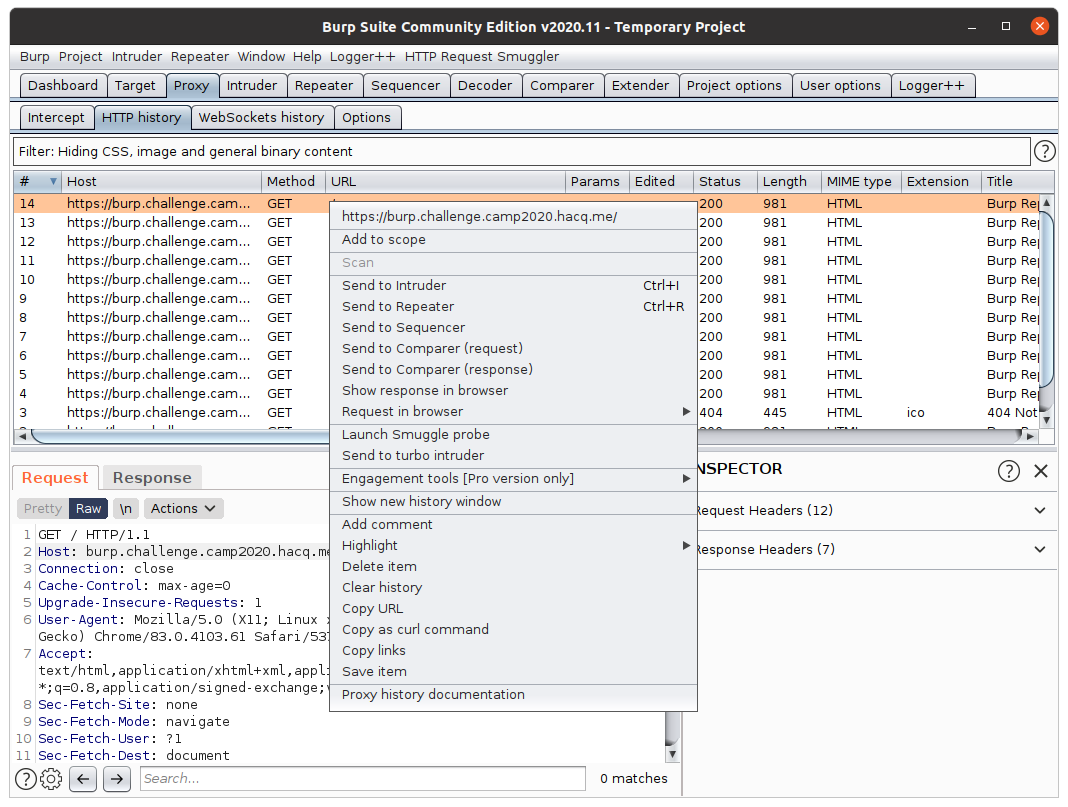 Burp Suite Community Edition v2020.11 - Temporary Project
Burp Project Intruder Repeater Window Help Logger++ HTTP Request Smuggler
Dashboard Target Proxy Intruder Repeater Sequencer Decoder Comparer Extender Project options User options Logger++
Intercept HTTP history WebSockets history Options
Filter: Hiding CSS, image and general binary content ?
# Host Method URL Params Edited Status Length MIME type Extension Title
14 https://burp.challenge.cam... GET 200 981 HTML Burp Rep
13 https://burp.challenge.cam... GET 200 981 HTML Burp Rep
12 https://burp.challenge.cam... GET 200 981 HTML Burp Rep
11 https://burp.challenge.cam... GET 200 981 HTML Burp Rep
10 https://burp.challenge.cam... GET 200 981 HTML Burp Rep
9 https://burp.challenge.cam... GET 200 981 HTML Burp Rep
8 https://burp.challenge.cam... GET 200 981 HTML Burp Rep
7 https://burp.challenge.cam... GET 200 981 HTML Burp Rep
6 https://burp.challenge.cam... GET 200 981 HTML Burp Rep
5 https://burp.challenge.cam... GET 200 981 HTML Burp Rep
4 https://burp.challenge.cam... GET 200 981 HTML Burp Rep
3 https://burp.challenge.cam... GET 404 445 HTML ico 404 Not
https://burp.challenge.camp2020.hacq.me/
Add to scope
Scan
Send to Intruder Ctrl+I
Send to Repeater Ctrl+R
Send to Sequencer
Send to Comparer (request)
Send to Comparer (response)
Show response in browser
Request in browser
Launch Smuggle probe
Send to turbo intruder
Engagement tools [Pro version only]
Show new history window
Add comment
Highlight
Delete item
Clear history
Copy URL
Copy as curl command
Copy links
Save item
Proxy history documentation
Request Response
Pretty Raw \n Actions
1 GET / HTTP/1.1
2 Host: burp.challenge.camp2020.hacq.me
3 Connection: close
4 Cache-Control: max-age=0
5 Upgrade-Insecure-Requests: 1
6 User-Agent: Mozilla/5.0 (X11; Linux
Gecko) Chrome/83.0.4103.61 Safari/537
7 Accept:
text/html,application/xhtml+xml,appli
*;q=0.8,application/signed-exchange;v
8 Sec-Fetch-Site: none
9 Sec-Fetch-Mode: navigate
10 Sec-Fetch-User: ?1
11 Sec-Fetch-Dest: document
? Search... 0 matches
NSPECTOR ?
Request Headers (12)
Response Headers (7)